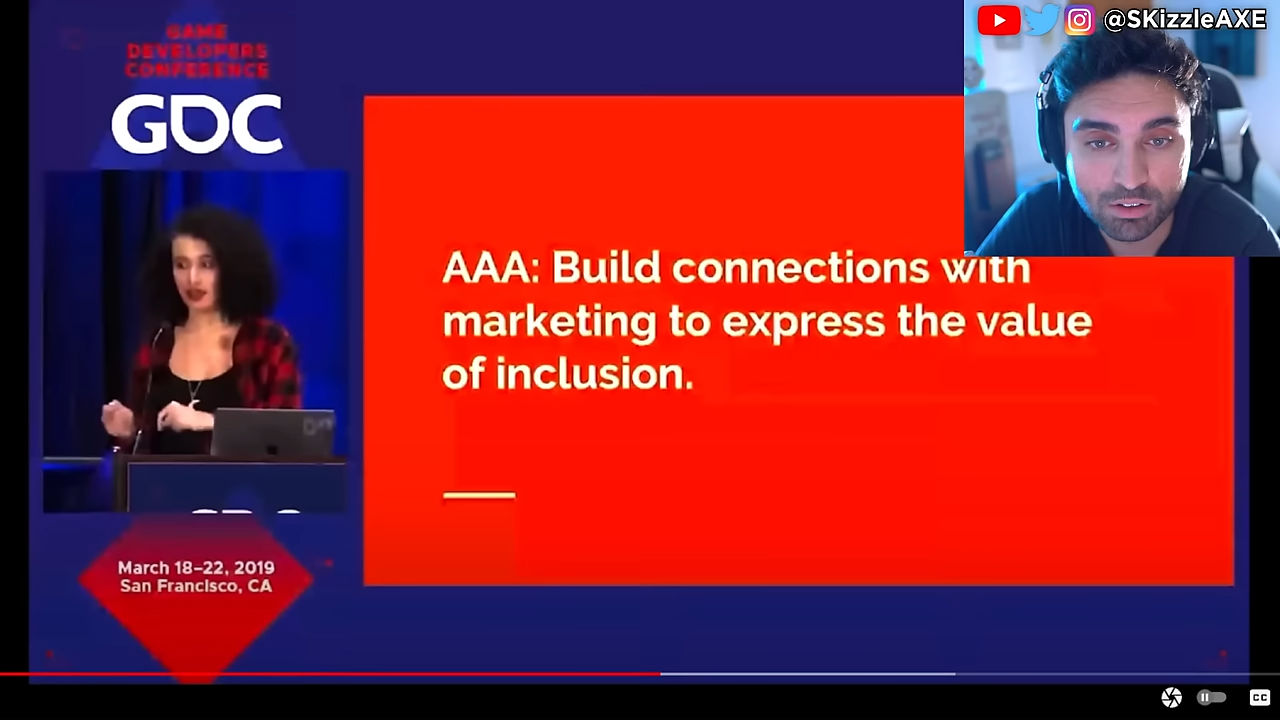 GAME
DEVELOPERS
CONFERENCE
GDC
@SKizzleAXE
AAA: Build connections with
marketing to express the value
of inclusion.
March 18–22, 2019
San Francisco, CA
CC